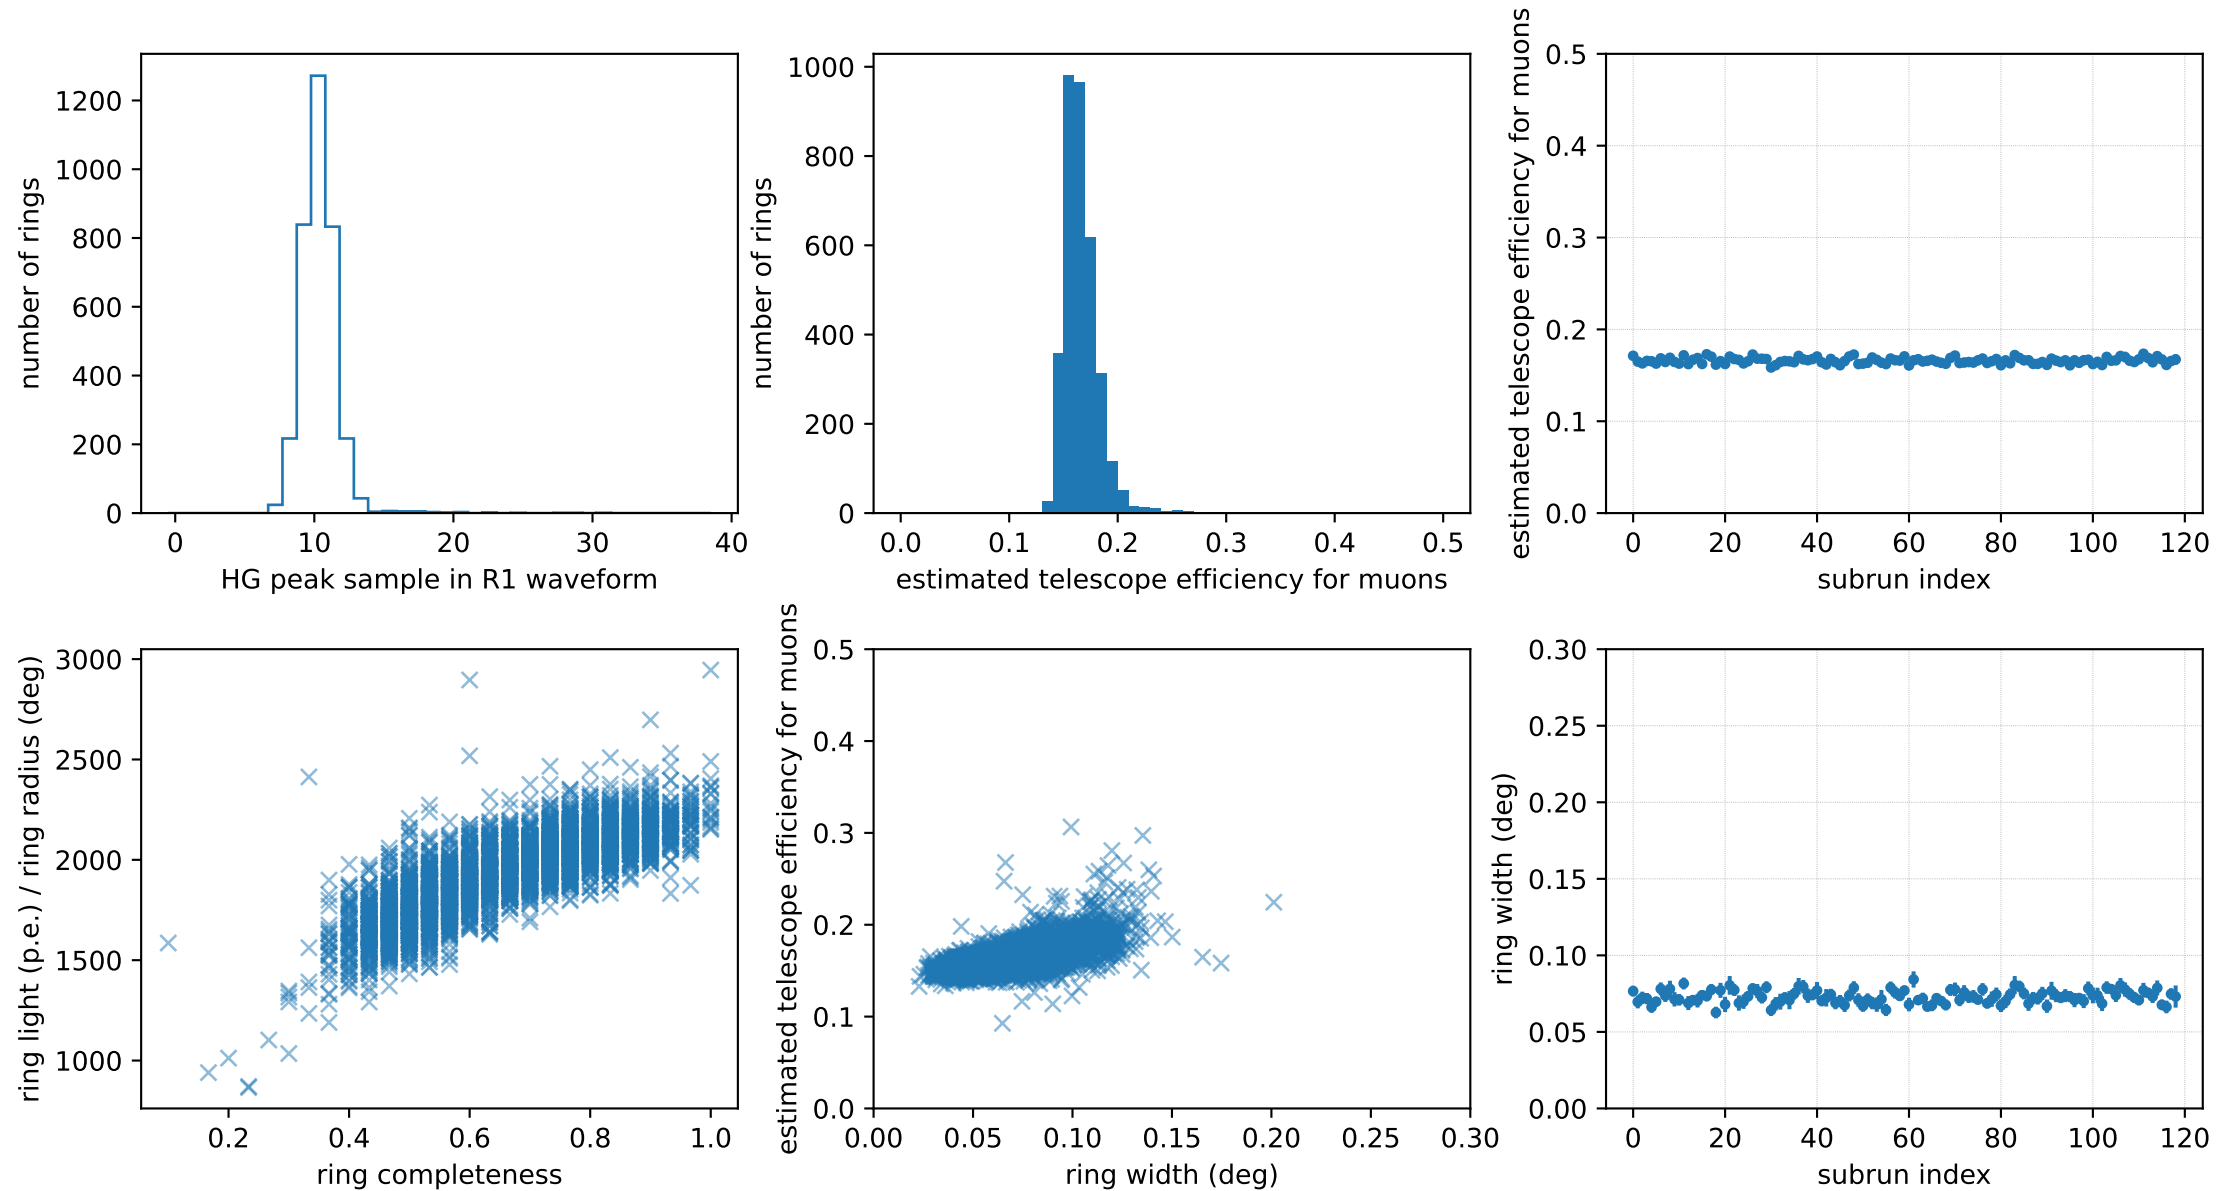 number of rings
1200
1000
800
600
400
200
0
0 10 20 30 40
HG peak sample in R1 waveform
number of rings
1000
800
600
400
200
0
0.0 0.1 0.2 0.3 0.4 0.5
estimated telescope efficiency for muons
estimated telescope efficiency for muons
0.5
0.4
0.3
0.2
0.1
0.0
0 20 40 60 80 100 120
subrun index
ring light (p.e.) / ring radius (deg)
3000
2500
2000
1500
1000
0.2 0.4 0.6 0.8 1.0
ring completeness
estimated telescope efficiency for muons
0.5
0.4
0.3
0.2
0.1
0.0
0.00 0.05 0.10 0.15 0.20 0.25 0.30
ring width (deg)
ring width (deg)
0.30
0.25
0.20
0.15
0.10
0.05
0.00
0 20 40 60 80 100 120
subrun index